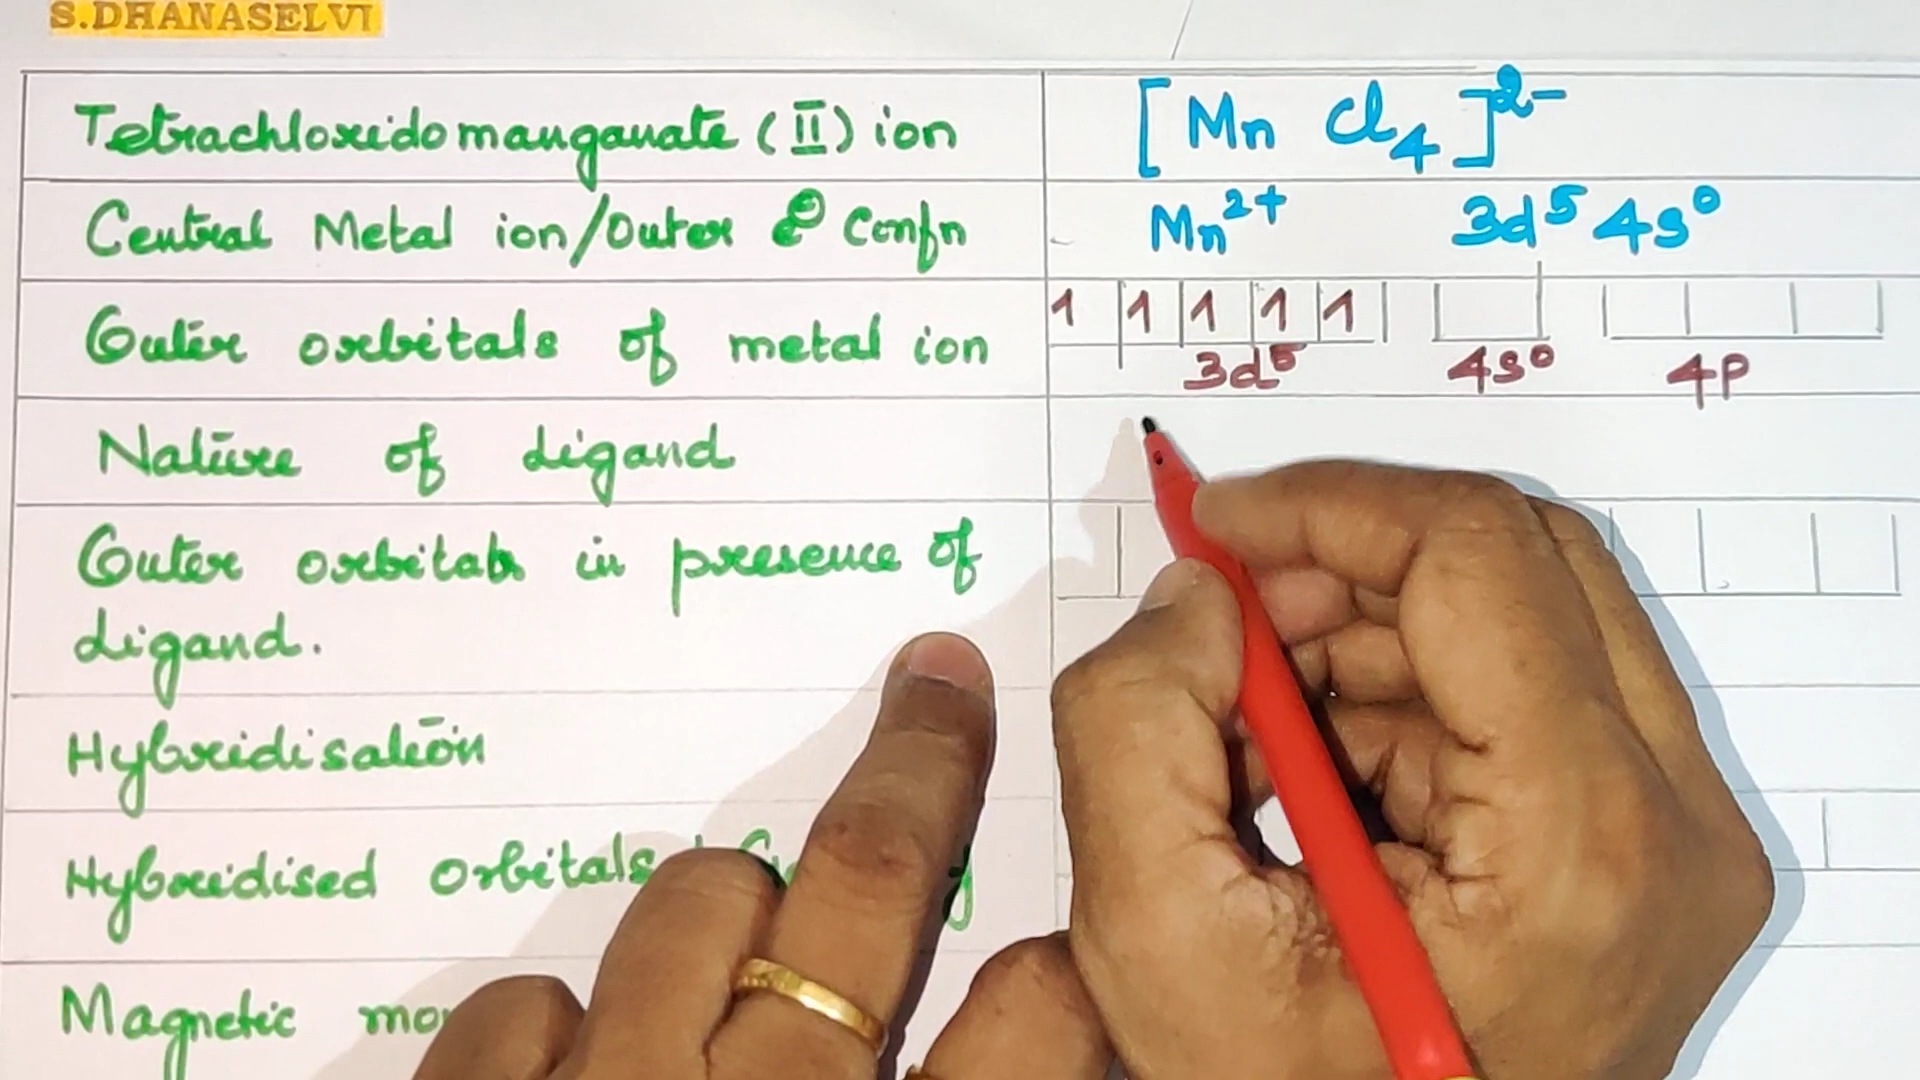 S.DHANASELVI
Tetrachloridomanganate (II) ion
[Mn Cl4]2-
Central Metal ion/Outer e⊖ Confn
Mn2+ 3d5 4s0
Outer orbitals of metal ion
1 1 1 1 1
3d5 4s0 4p
Nature of Ligand
Outer orbitals in presence of
Ligand.
Hybridisation
Hybridised orbitals
Magnetic